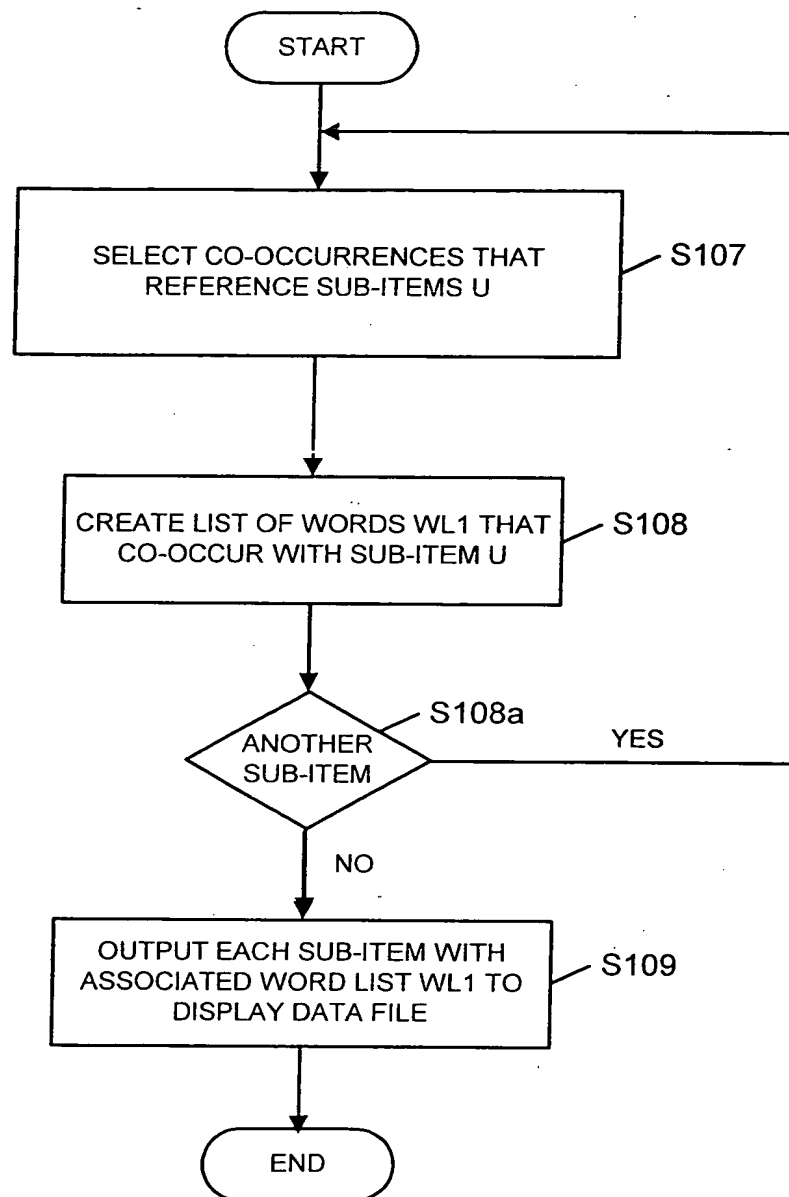 START
SELECT CO-OCCURRENCES THAT
REFERENCE SUB-ITEMS U
S107
CREATE LIST OF WORDS WL1 THAT
CO-OCCUR WITH SUB-ITEM U
S108
S108a
ANOTHER
SUB-ITEM
YES
NO
OUTPUT EACH SUB-ITEM WITH
ASSOCIATED WORD LIST WL1 TO
DISPLAY DATA FILE
S109
END